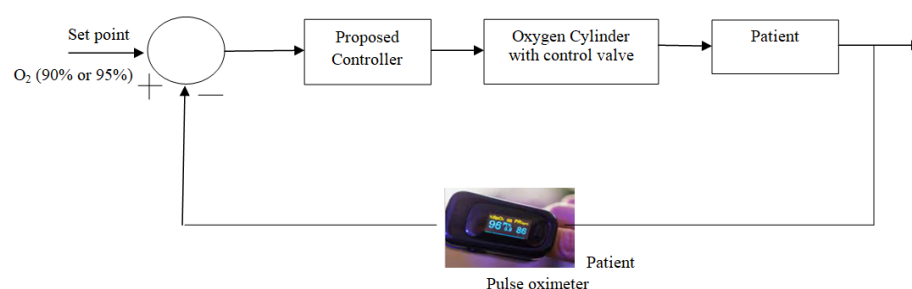 Set point
O₂ (90% or 95%)
+
−
Proposed
Controller
Oxygen Cylinder
with control valve
Patient
96 86
Patient
Pulse oximeter